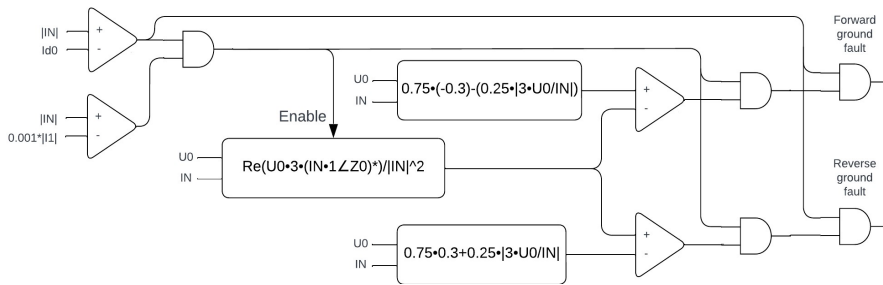 |IN|
+
Id0
-
|IN|
+
0.001*|I1|
-
Enable
U0
IN
0.75•(-0.3)-(0.25•|3•U0/IN|)
+
-
Forward
ground
fault
U0
IN
Re(U0•3•(IN•1∠Z0)*)/|IN|^2
U0
IN
0.75•0.3+0.25•|3•U0/IN|
+
-
Reverse
ground
fault